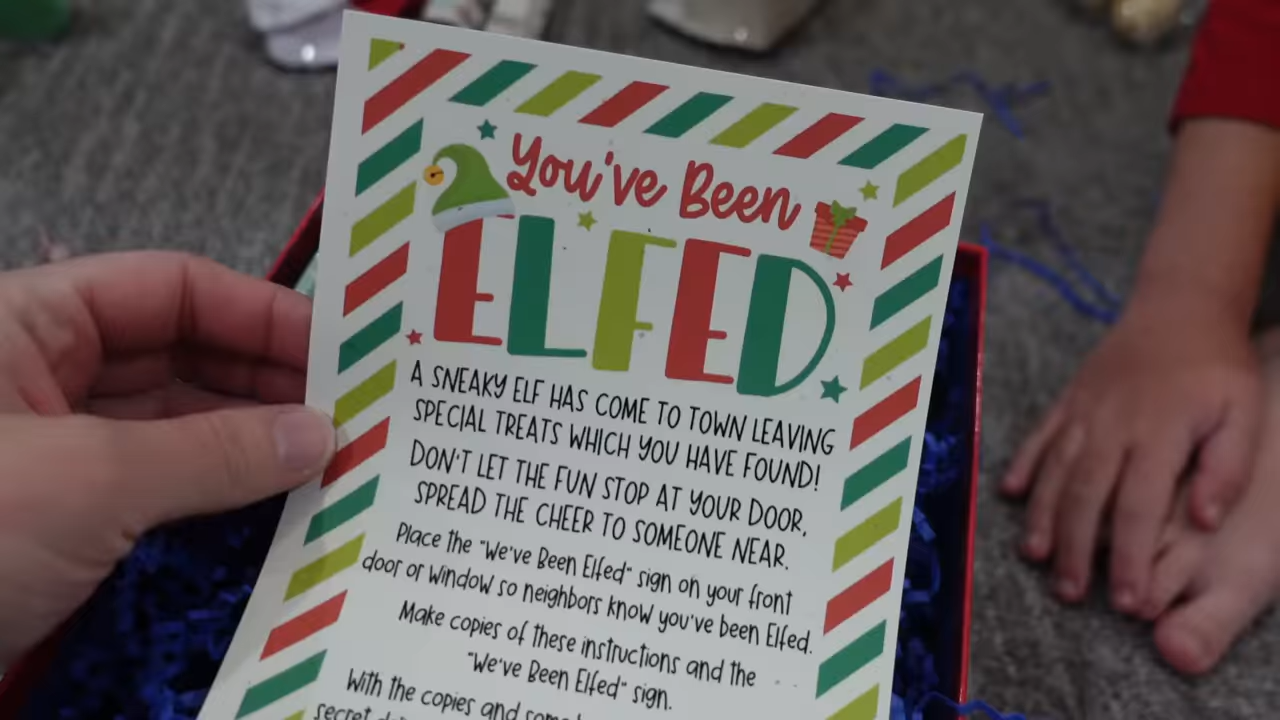 You've Been
ELFED
A SNEAKY ELF HAS COME TO TOWN LEAVING
SPECIAL TREATS WHICH YOU HAVE FOUND!
DON'T LET THE FUN STOP AT YOUR DOOR,
SPREAD THE CHEER TO SOMEONE NEAR.
Place the "We've Been Elfed" sign on your front
door or window so neighbors know you've been Elfed.
Make copies of these instructions and the
"We've Been Elfed" sign.
With the copies and
secret